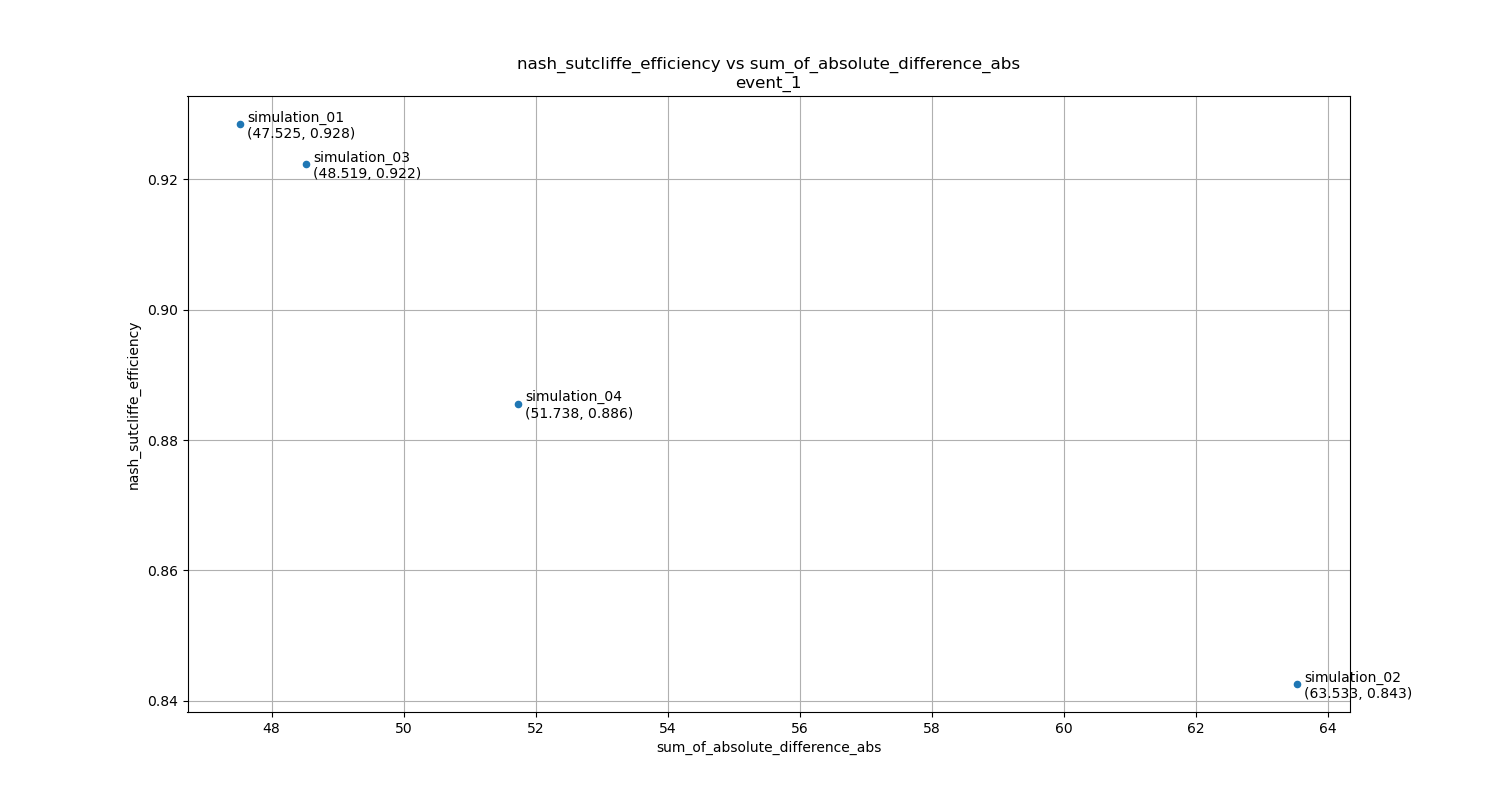 nash_sutcliffe_efficiency vs sum_of_absolute_difference_abs
event_1
simulation_01
(47.525, 0.928)
simulation_03
(48.519, 0.922)
simulation_04
(51.738, 0.886)
simulation_02
(63.533, 0.843)
0.92
0.90
0.88
0.86
0.84
nash_sutcliffe_efficiency
48 50 52 54 56 58 60 62 64
sum_of_absolute_difference_abs